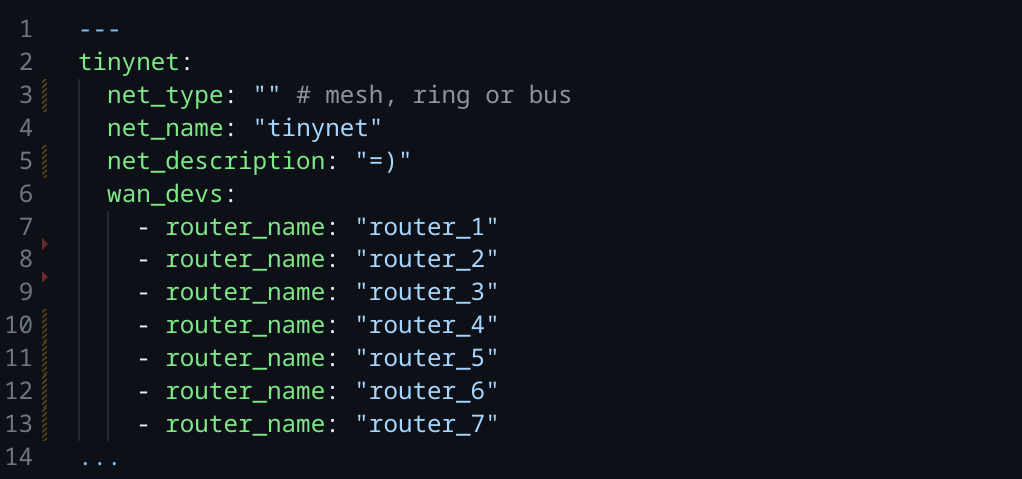 1 ---
2 tinynet:
3   net_type: "" # mesh, ring or bus
4   net_name: "tinynet"
5   net_description: "=)"
6   wan_devs:
7     - router_name: "router_1"
8     - router_name: "router_2"
9     - router_name: "router_3"
10     - router_name: "router_4"
11     - router_name: "router_5"
12     - router_name: "router_6"
13     - router_name: "router_7"
14 ...